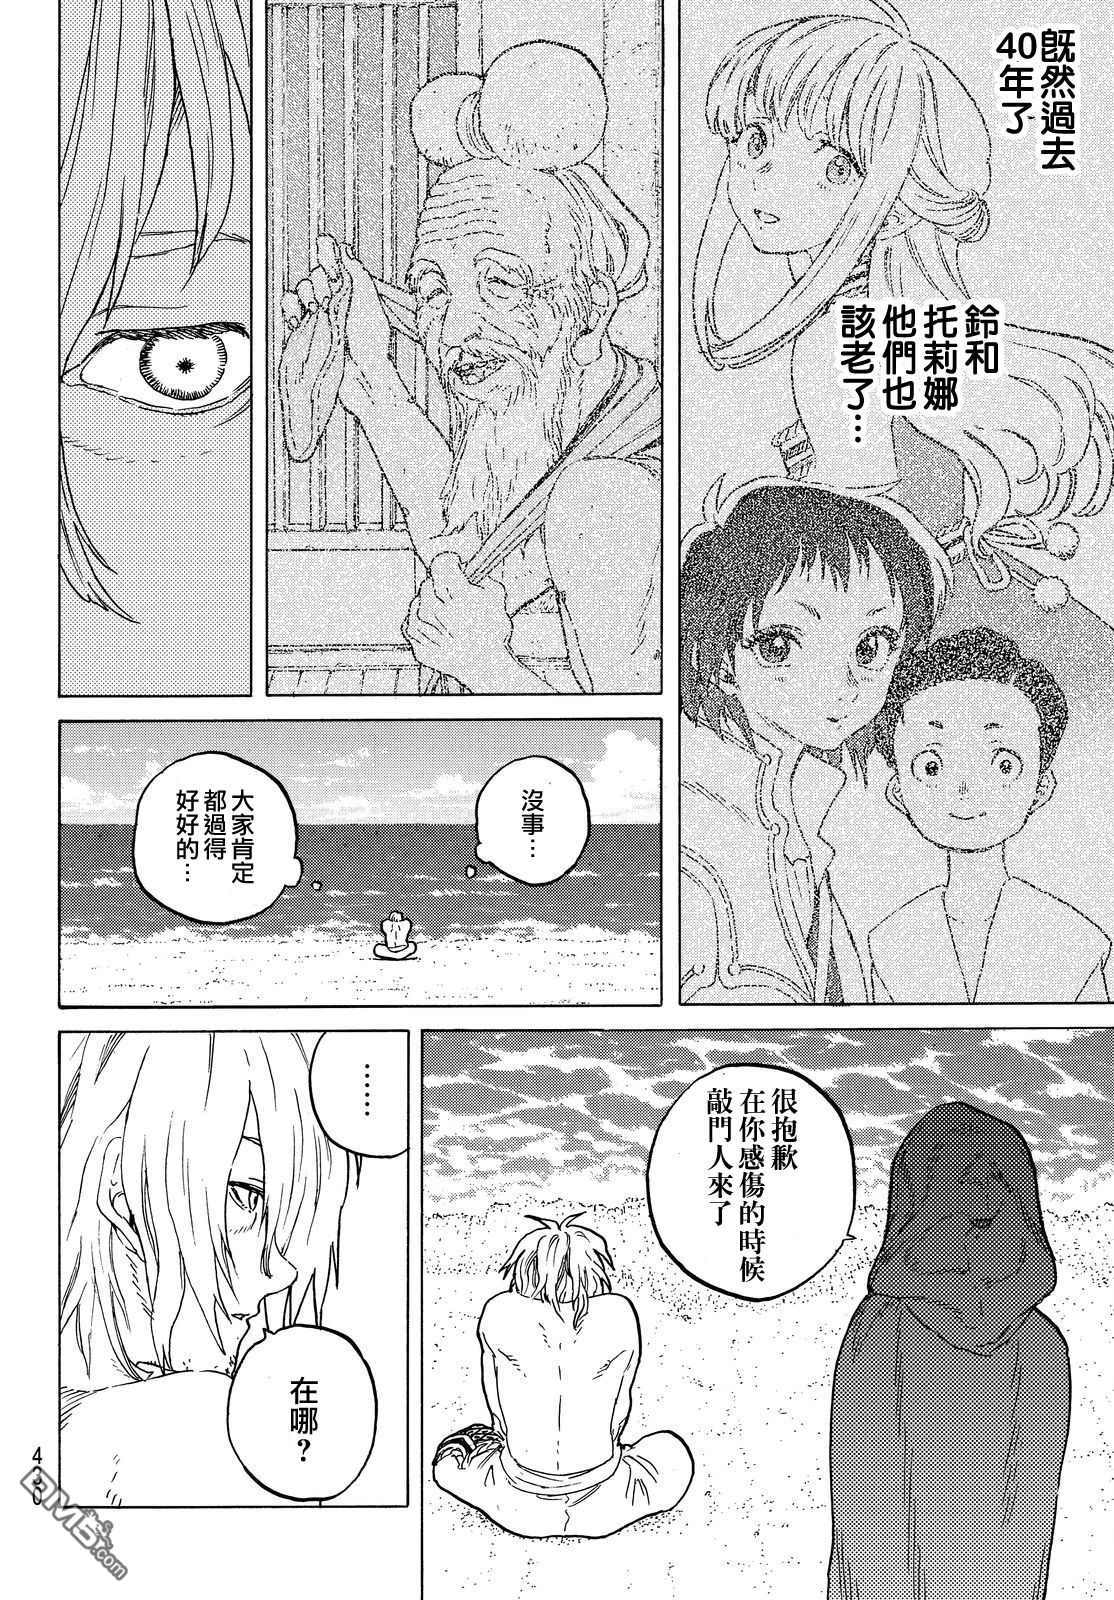 既然過去
40年了
鈴和
托莉娜
他們也
該老了…
沒事…
大家肯定
都過得
好好的…
很抱歉
在你感傷的時候
敲門人來了
……
在哪?
BMB.com